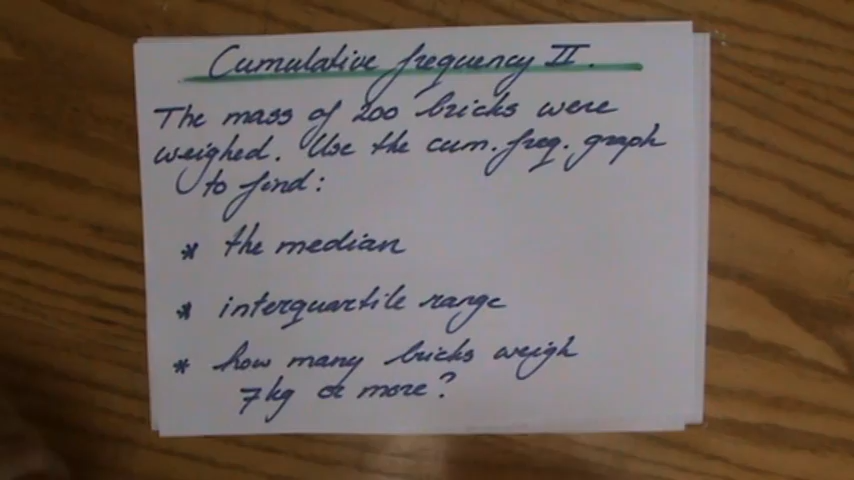 Cumulative frequency II.
The mass of 200 bricks were
weighed. Use the cum. freq. graph
to find:
* the median
* interquartile range
* how many bricks weigh
7kg or more?